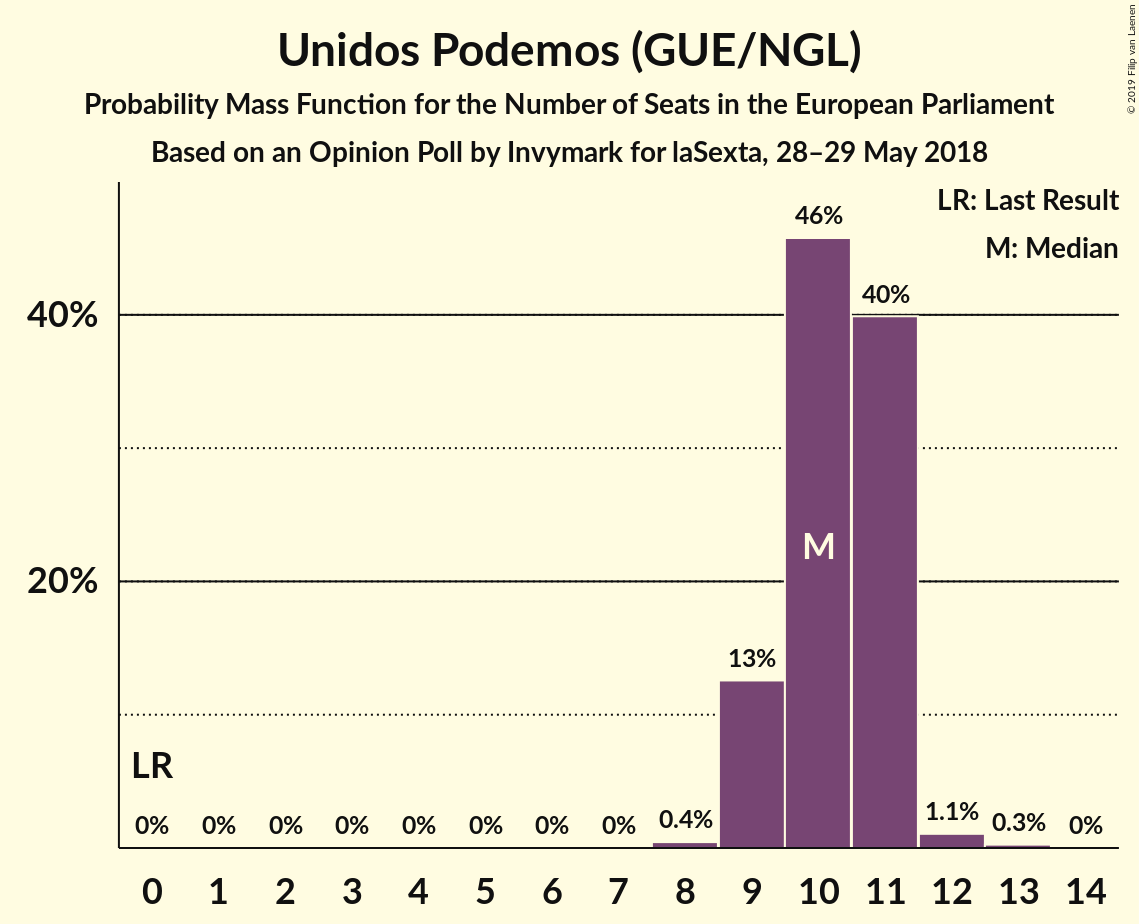 Unidos Podemos (GUE/NGL)
Probability Mass Function for the Number of Seats in the European Parliament
Based on an Opinion Poll by Invymark for laSexta, 28–29 May 2018
© 2019 Filip van Laenen
LR: Last Result
M: Median
46%
40%
40%
M
20%
13%
LR
0% 0% 0% 0% 0% 0% 0% 0% 0.4% 1.1% 0.3% 0%
0 1 2 3 4 5 6 7 8 9 10 11 12 13 14